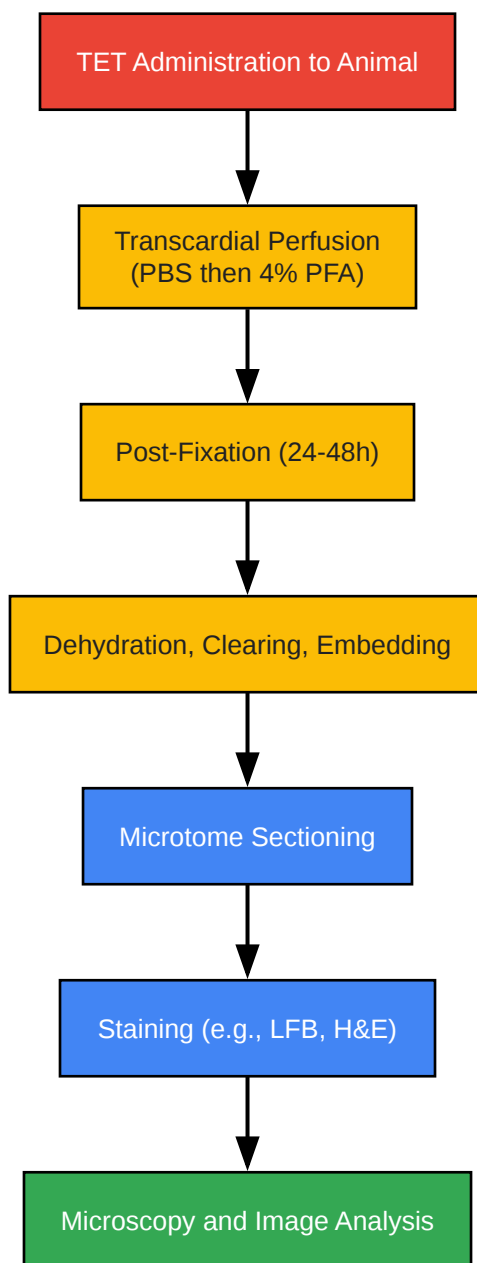 TET Administration to Animal
Transcardial Perfusion
(PBS then 4% PFA)
Post-Fixation (24-48h)
Dehydration, Clearing, Embedding
Microtome Sectioning
Staining (e.g., LFB, H&E)
Microscopy and Image Analysis